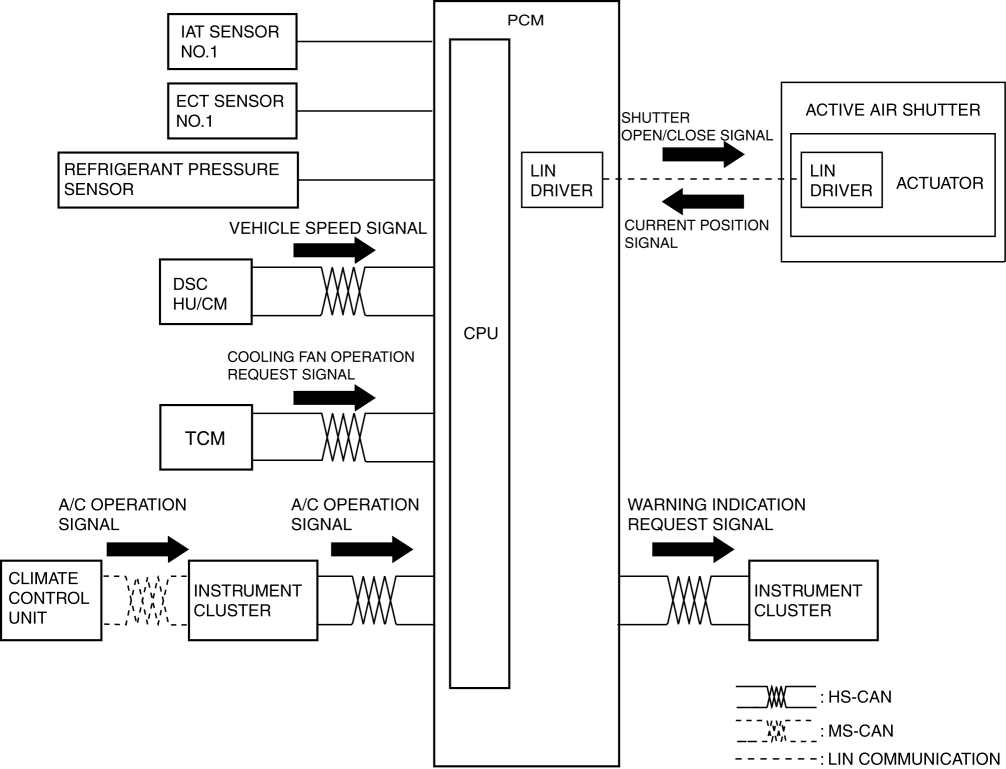 PCM
IAT SENSOR
NO.1
ECT SENSOR
NO.1
REFRIGERANT PRESSURE
SENSOR
VEHICLE SPEED SIGNAL
DSC
HU/CM
COOLING FAN OPERATION
REQUEST SIGNAL
TCM
A/C OPERATION
SIGNAL
CLIMATE
CONTROL
UNIT
INSTRUMENT
CLUSTER
A/C OPERATION
SIGNAL
CPU
LIN
DRIVER
SHUTTER
OPEN/CLOSE SIGNAL
CURRENT POSITION
SIGNAL
ACTIVE AIR SHUTTER
LIN
DRIVER
ACTUATOR
WARNING INDICATION
REQUEST SIGNAL
INSTRUMENT
CLUSTER
: HS-CAN
: MS-CAN
: LIN COMMUNICATION